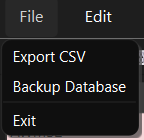 File Edit
Export CSV
Backup Database
Exit